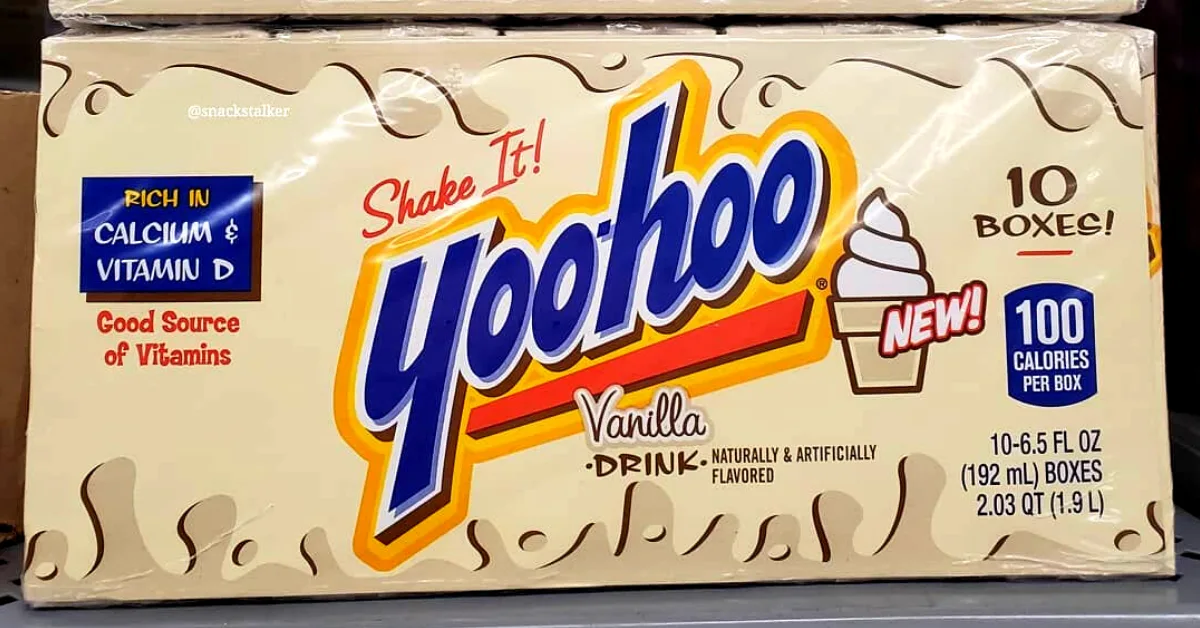 @snackstalker
RICH IN
CALCIUM &
VITAMIN D
Good Source
of Vitamins
Shake It!
yoo-hoo®
Vanilla
·DRINK·
NATURALLY & ARTIFICIALLY
FLAVORED
NEW!
10
BOXES!
100
CALORIES
PER BOX
10-6.5 FL OZ
(192 mL) BOXES
2.03 QT (1.9 L)